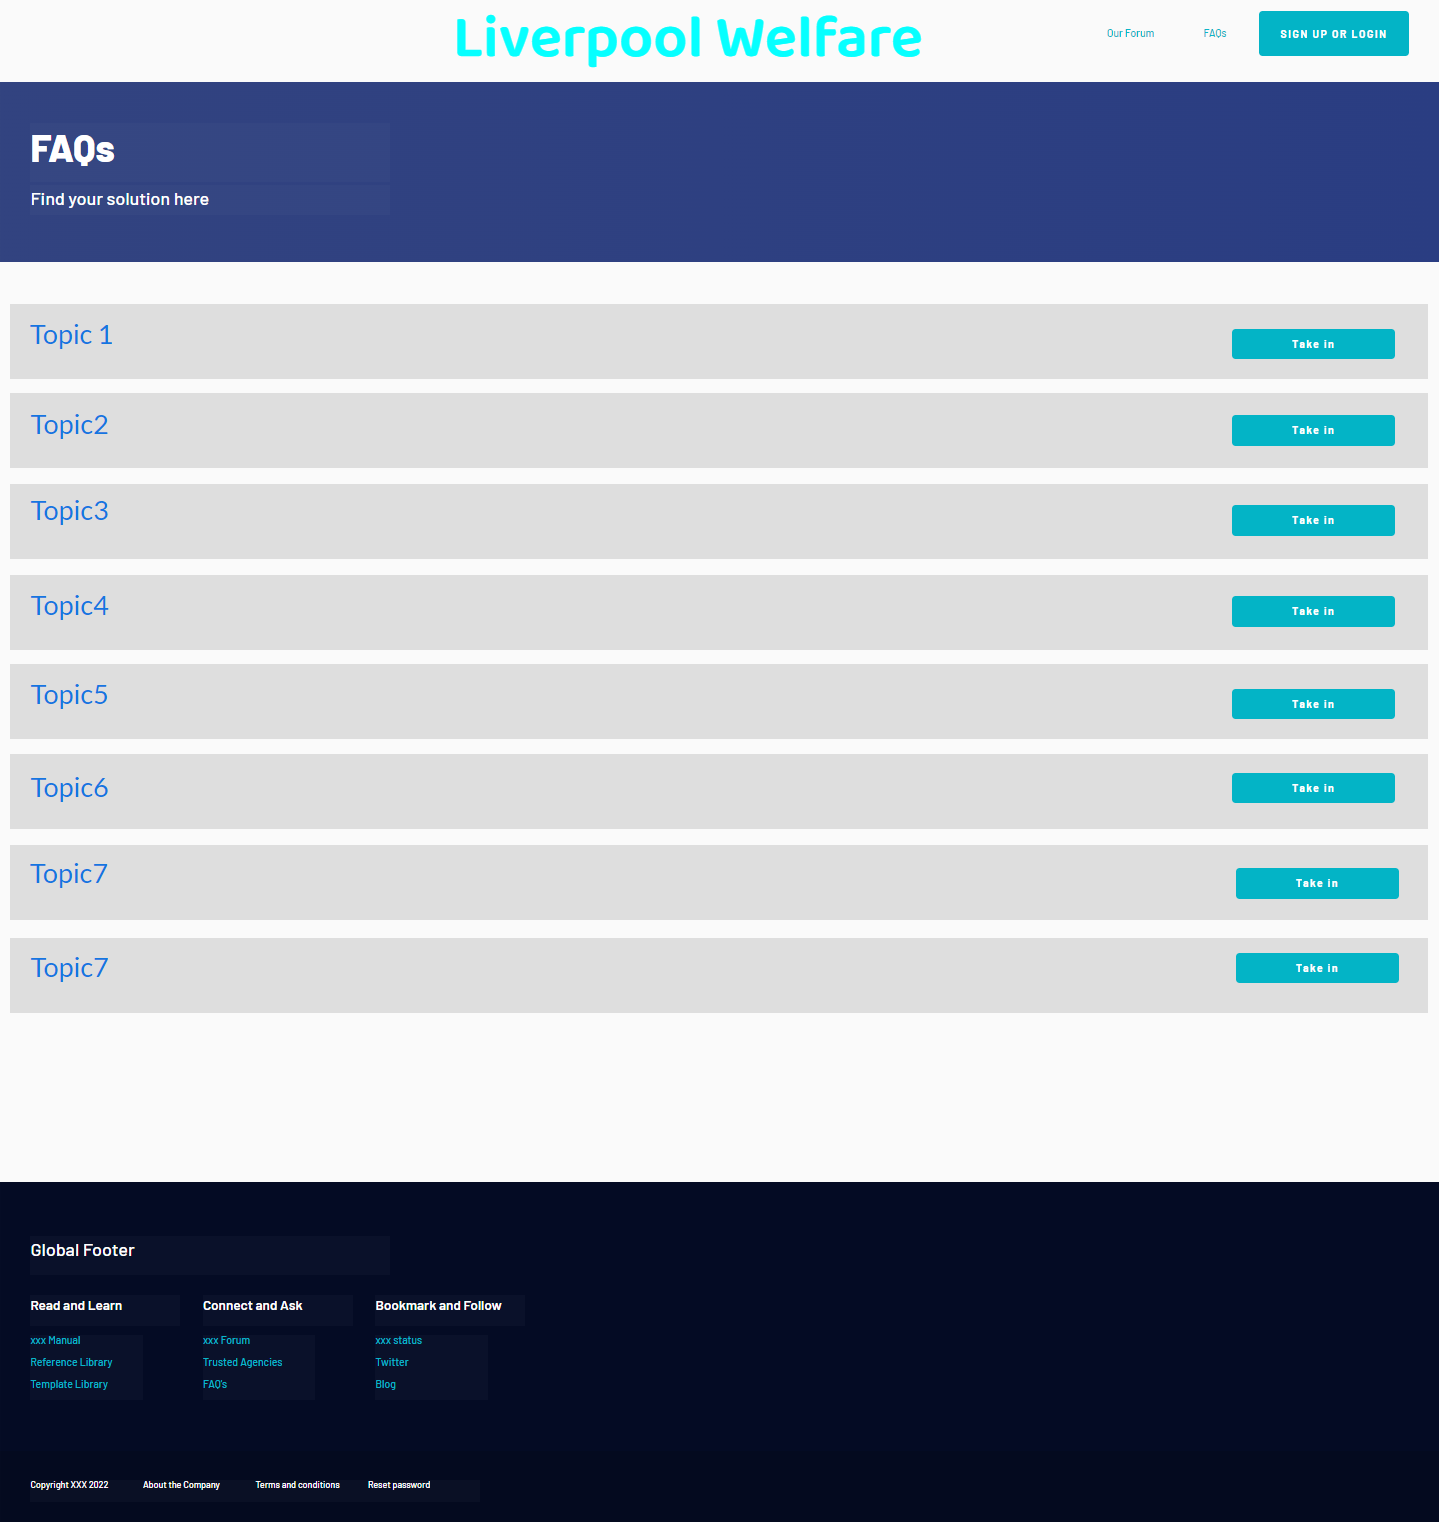 Liverpool Welfare
Our Forum FAQs SIGN UP OR LOGIN
FAQs
Find your solution here
Topic 1 Take in
Topic2 Take in
Topic3 Take in
Topic4 Take in
Topic5 Take in
Topic6 Take in
Topic7 Take in
Topic7 Take in
Global Footer
Read and Learn Connect and Ask Bookmark and Follow
xxx Manual xxx Forum xxx status
Reference Library Trusted Agencies Twitter
Template Library FAQ's Blog
Copyright XXX 2022 About the Company Terms and conditions Reset password